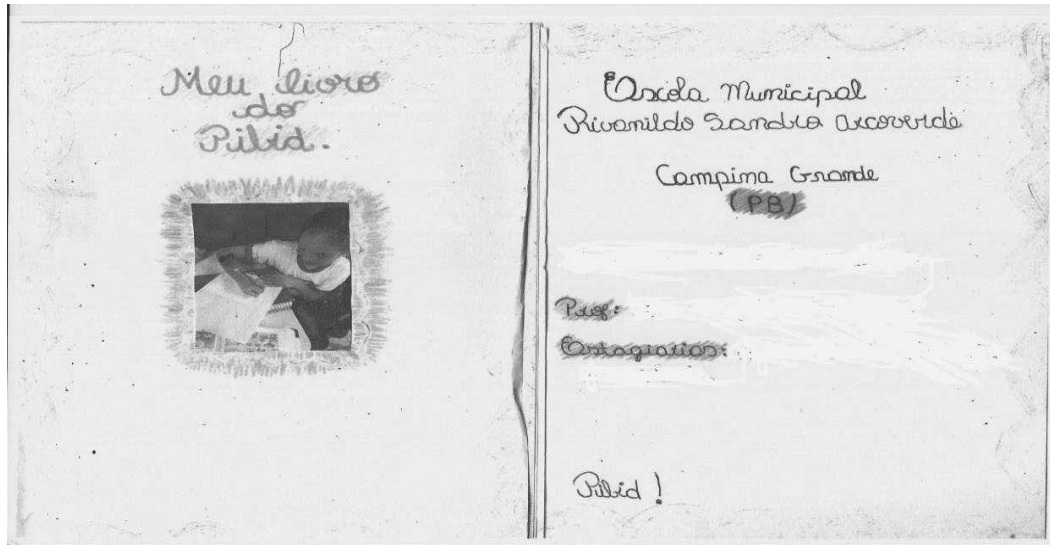 Meu livro
do
Pibid.
Escola Municipal
Rivanildo Sandro Arcoverde
Campina Grande
(PB)
Prof:
Estagiarios:
Pibid!